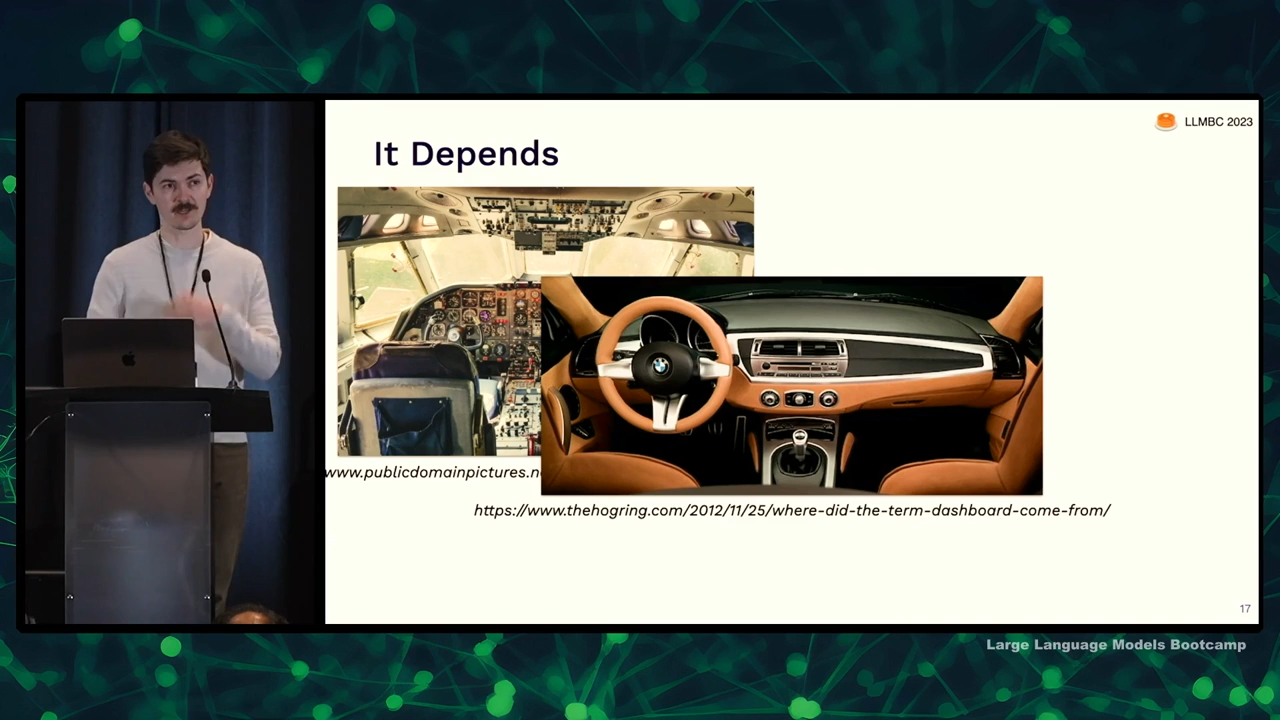 LLMBC 2023
It Depends
www.publicdomainpictures.n
https://www.thehogring.com/2012/11/25/where-did-the-term-dashboard-come-from/
17
Large Language Models Bootcamp